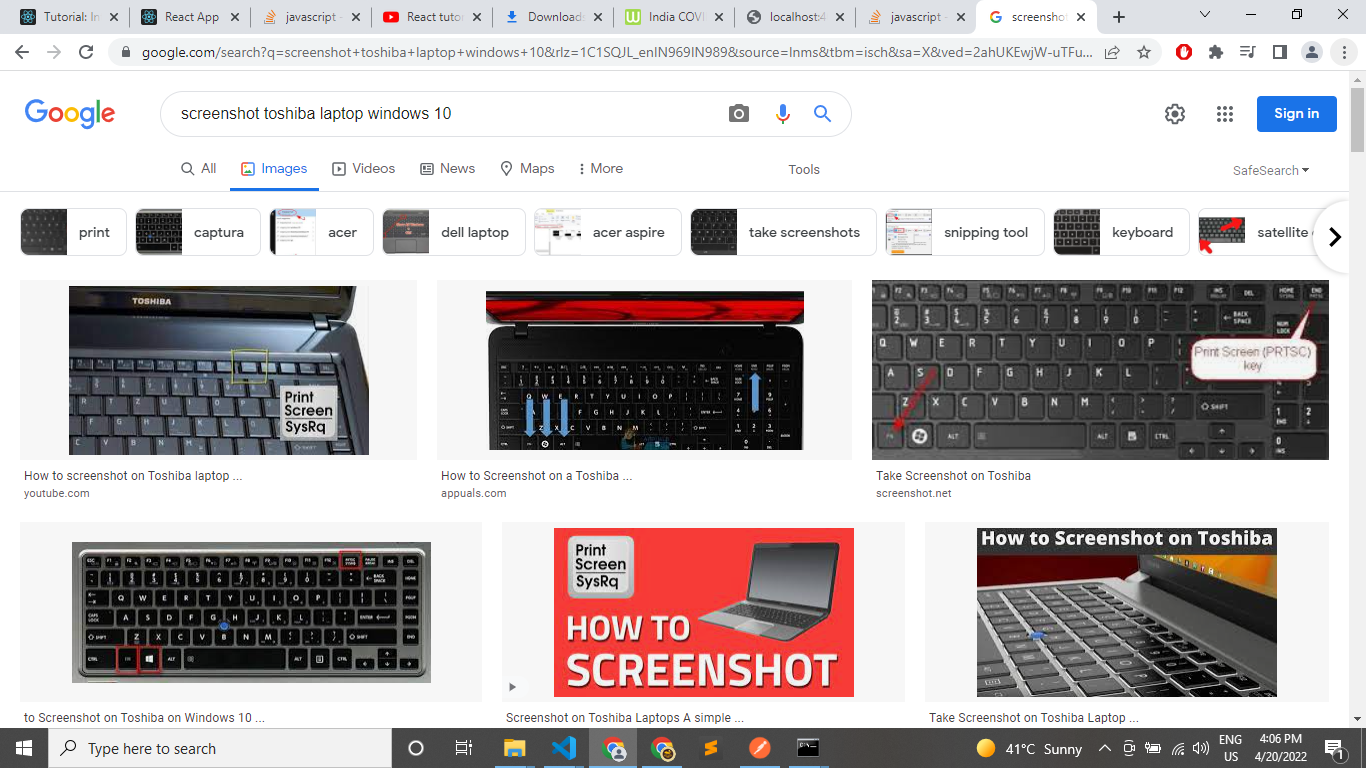 Tutorial: In
React App
javascript -
React tutor
Downloads
India COVI
localhost:4
javascript -
screenshot
google.com/search?q=screenshot+toshiba+laptop+windows+10&rlz=1C1SQJL_enIN969IN989&source=lnms&tbm=isch&sa=X&ved=2ahUKEwjW-uTFu...
Google
screenshot toshiba laptop windows 10
Sign in
All
Images
Videos
News
Maps
More
Tools
SafeSearch
print
captura
acer
dell laptop
acer aspire
take screenshots
snipping tool
keyboard
satellite
TOSHIBA
Print Screen SysRq
Print Screen (PRTSC) key
How to screenshot on Toshiba laptop ...
youtube.com
How to Screenshot on a Toshiba ...
appuals.com
Take Screenshot on Toshiba
screenshot.net
Print
Screen
SysRq
HOW TO
SCREENSHOT
How to Screenshot on Toshiba
to Screenshot on Toshiba on Windows 10 ...
Screenshot on Toshiba Laptops A simple ...
Take Screenshot on Toshiba Laptop ...
Type here to search
41°C Sunny
ENG
US
4:06 PM
4/20/2022
1